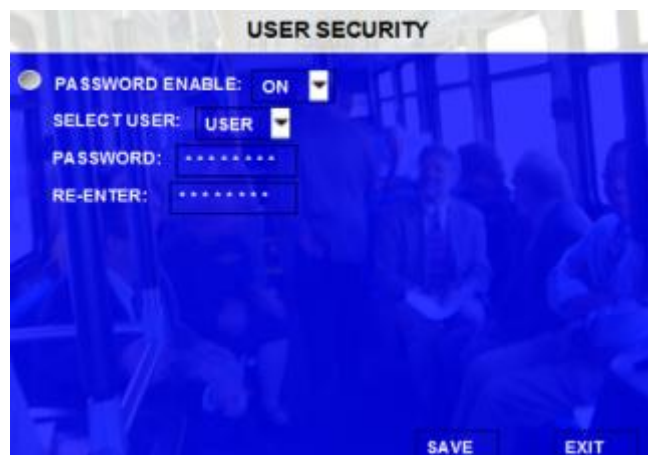 USER SECURITY
PASSWORD ENABLE: ON
SELECT USER: USER
PASSWORD: ********
RE-ENTER: ********
SAVE EXIT